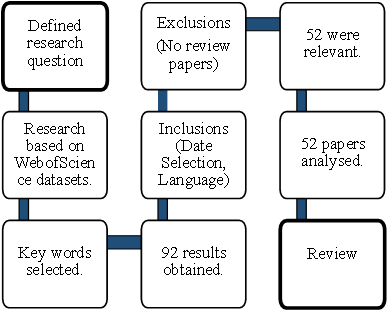 Defined
research
question
Research
based on
WebofScien
ce datasets.
Key words
selected.
92 results
obtained.
Inclusions
(Date
Selection,
Language)
Exclusions
(No review
papers)
52 were
relevant.
52 papers
analysed.
Review